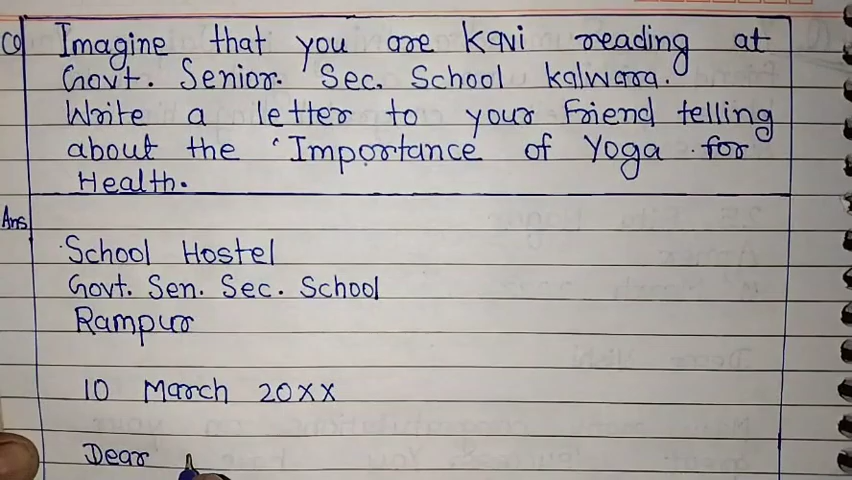 Q Imagine that you are Kavi reading at
Govt. Senior. Sec. School Kalwara.
Write a letter to your Friend telling
about the 'Importance of Yoga for
Health.
Ans
School Hostel
Govt. Sen. Sec. School
Rampur
10 March 20XX
Dear